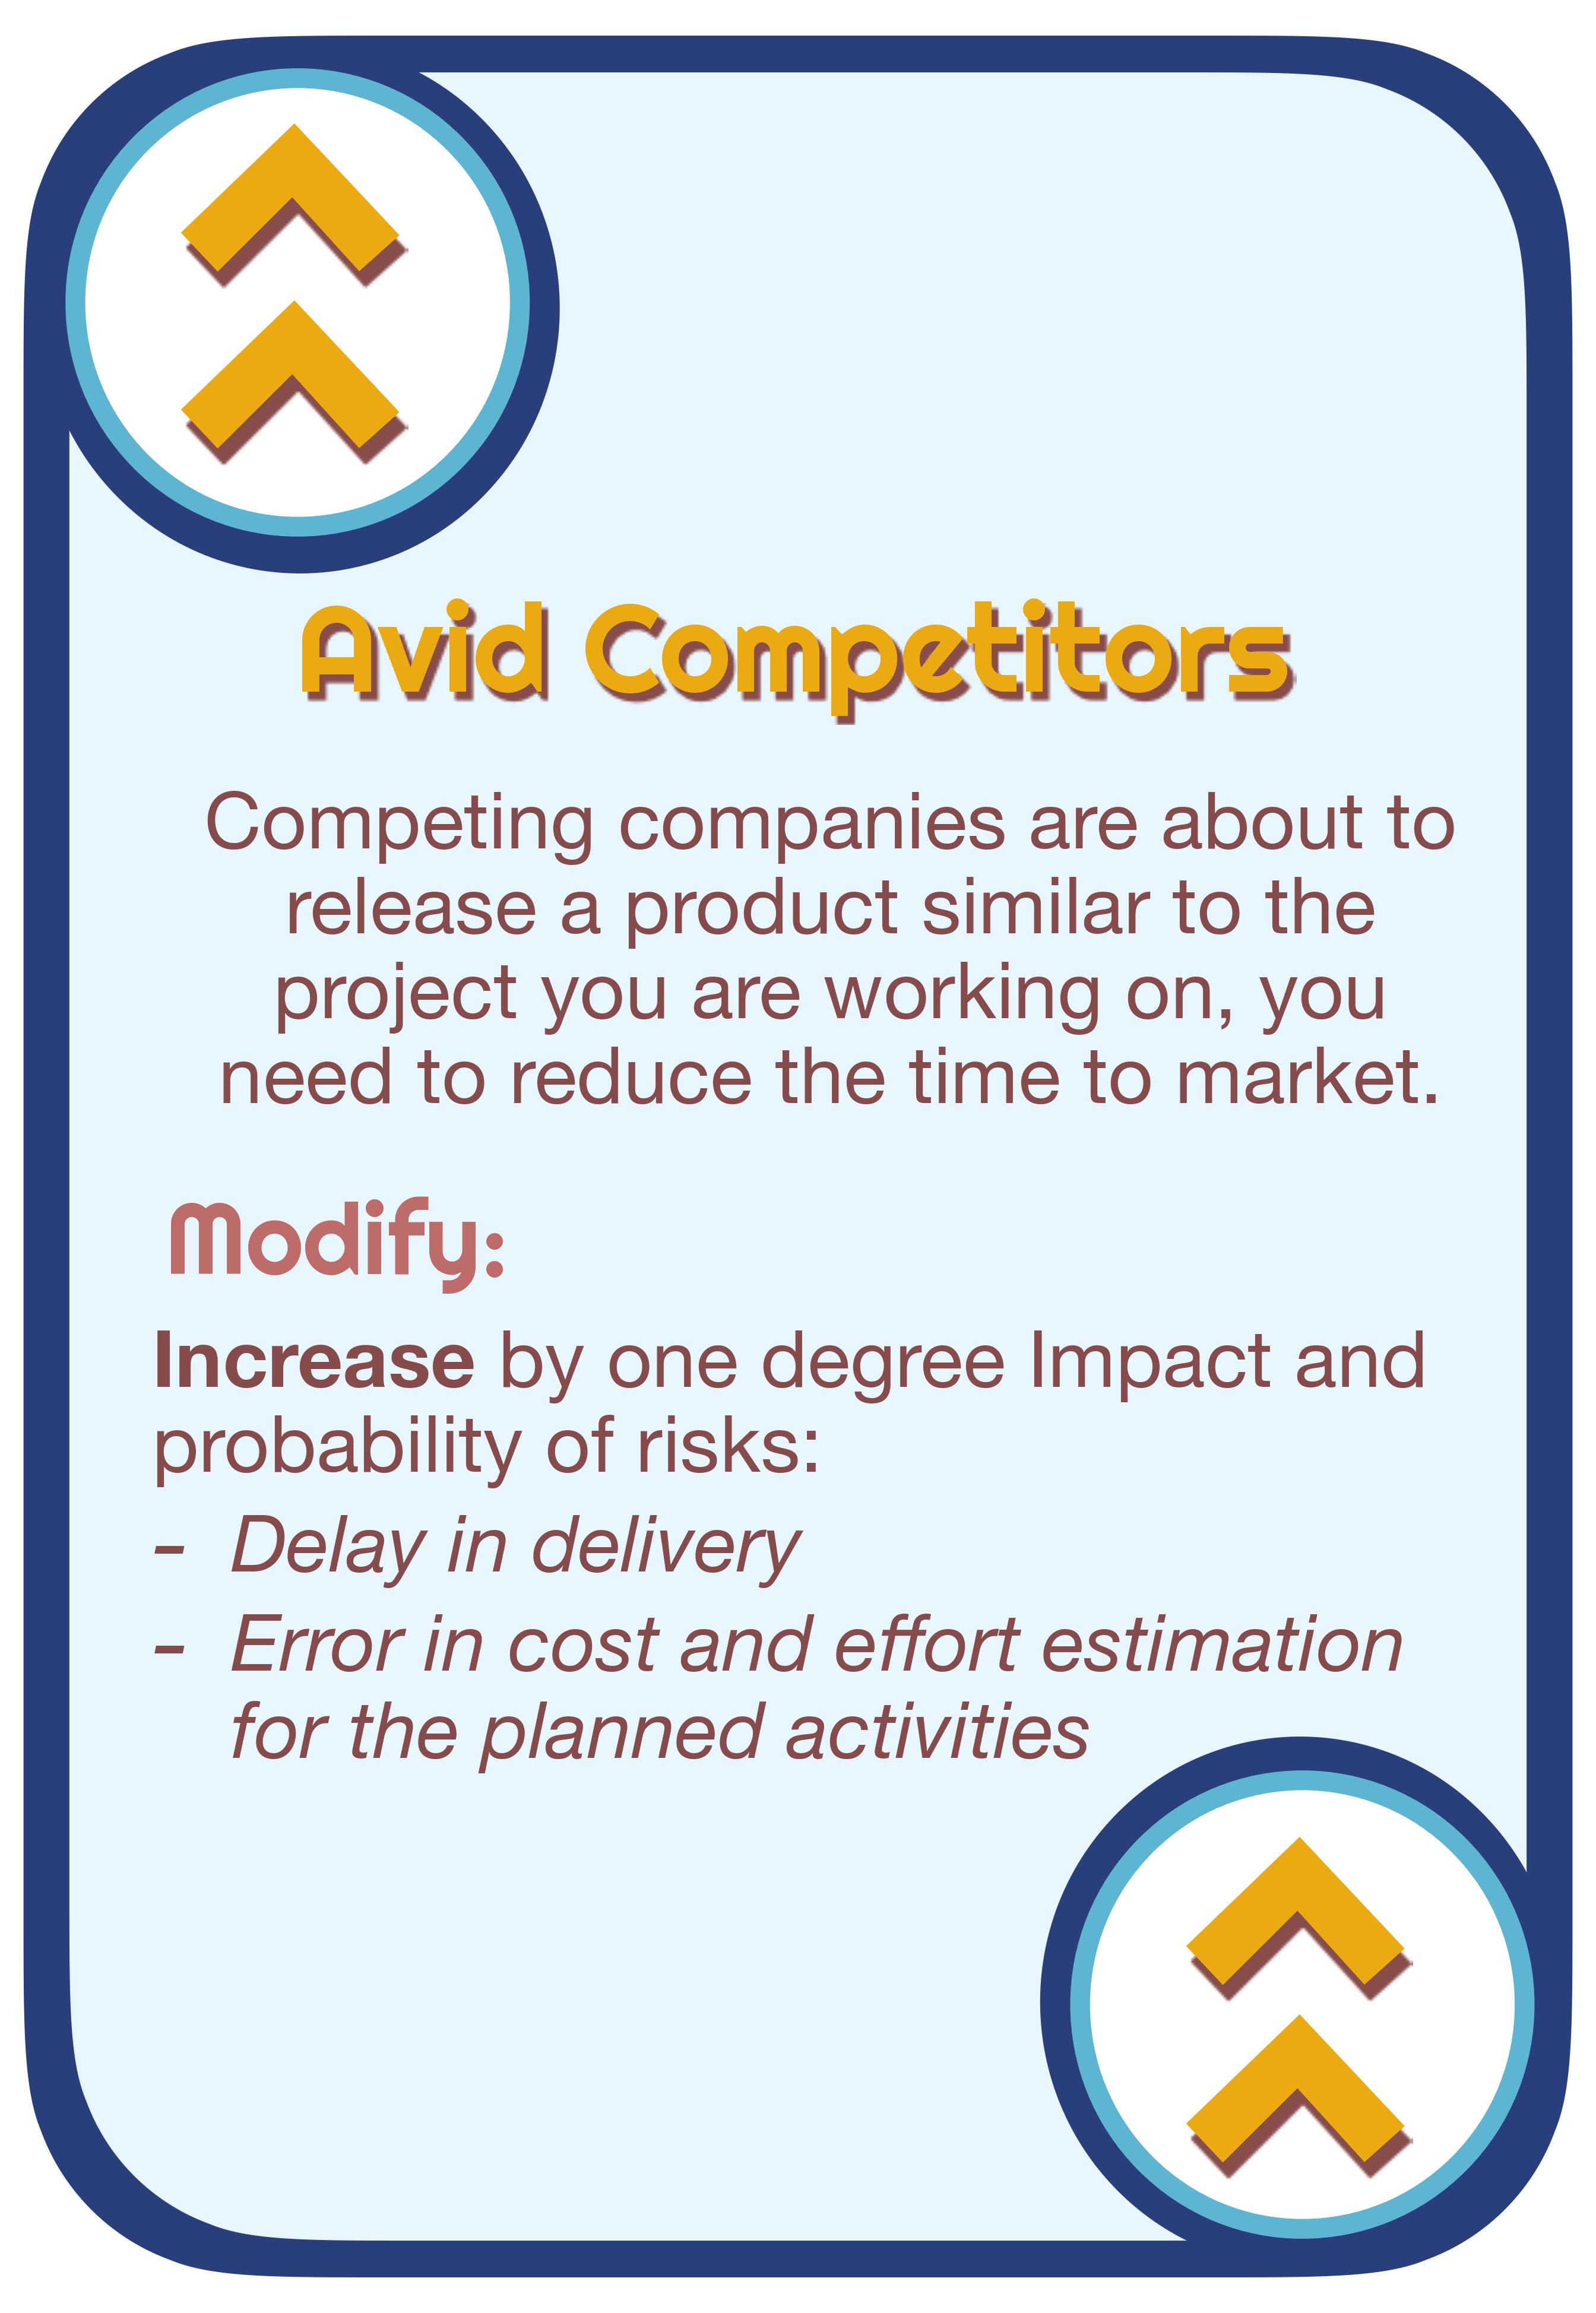 Avid Competitors
Competing companies are about to
release a product similar to the
project you are working on, you
need to reduce the time to market.
Modify:
Increase by one degree Impact and
probability of risks:
- Delay in delivery
- Error in cost and effort estimation
for the planned activities